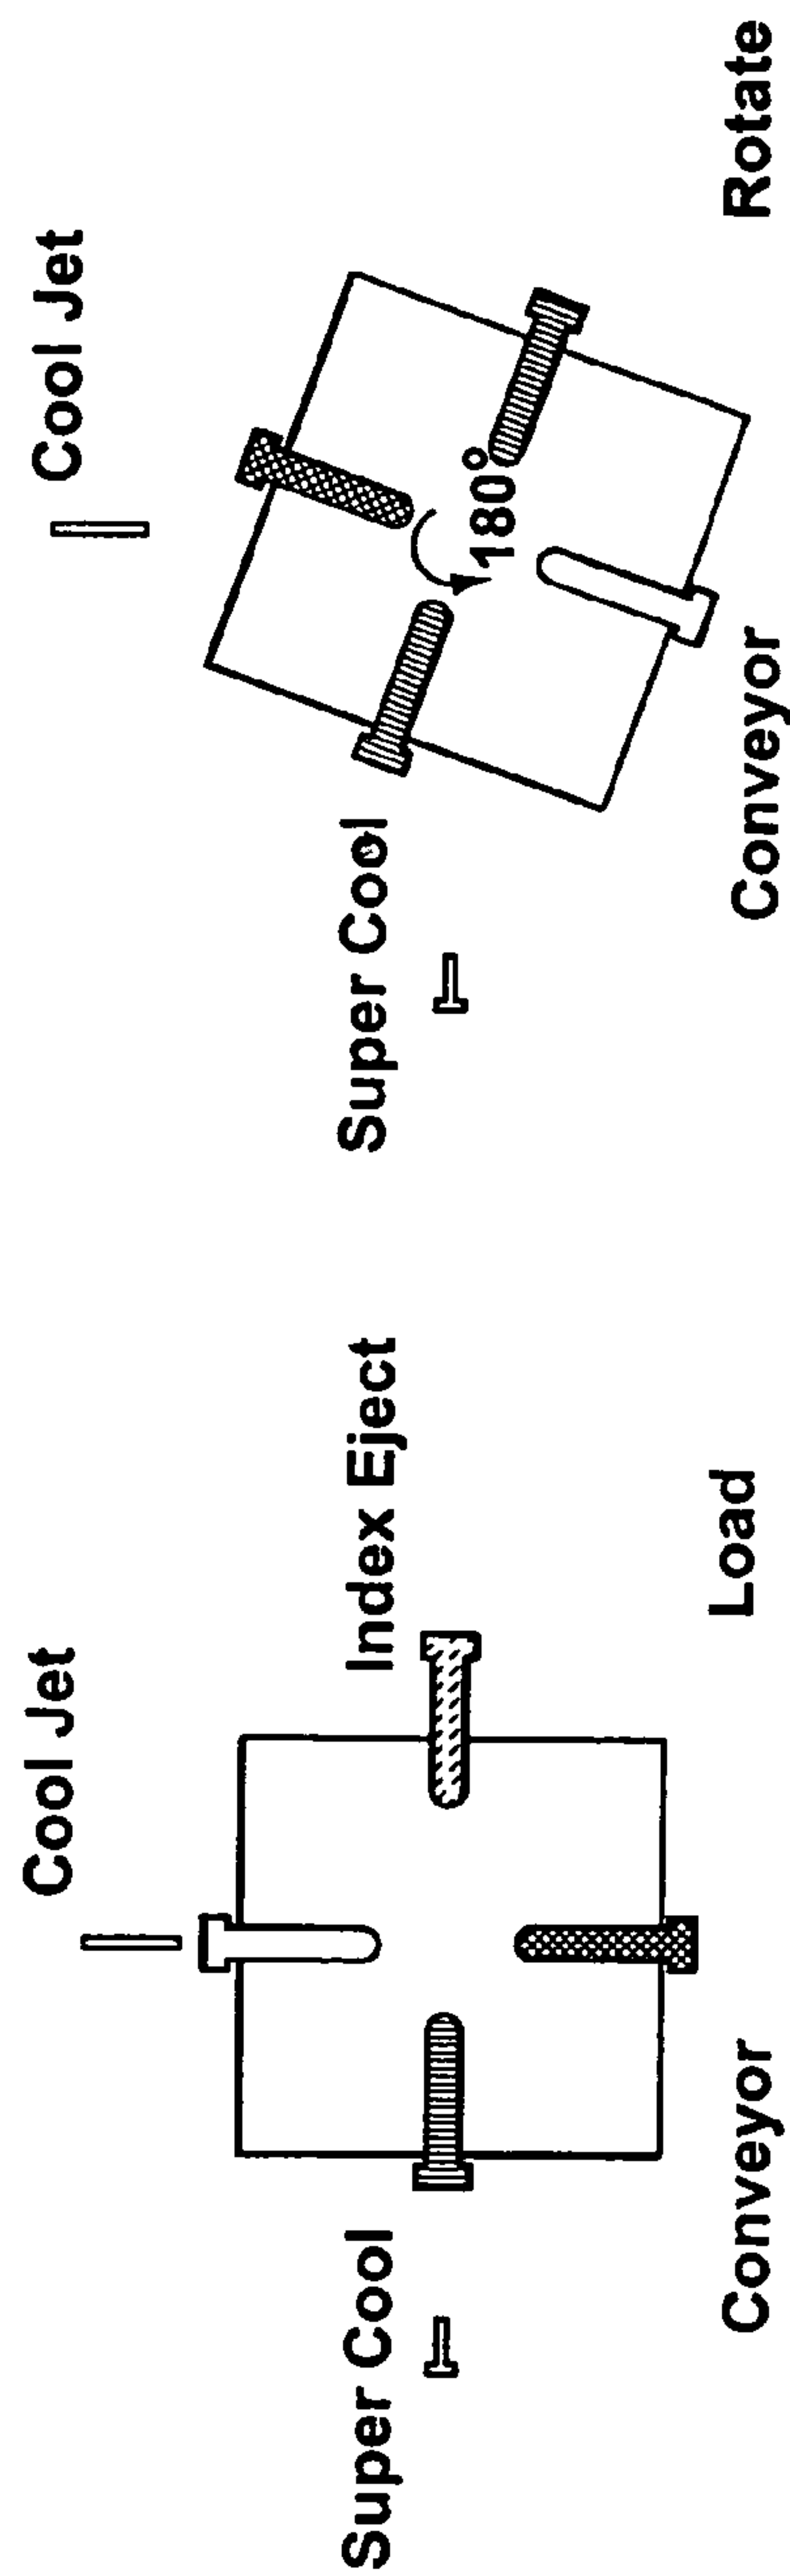 Cool Jet
Super Cool
Index Eject
Conveyor
Load
Cool Jet
Super Cool
180°
Conveyor
Rotate